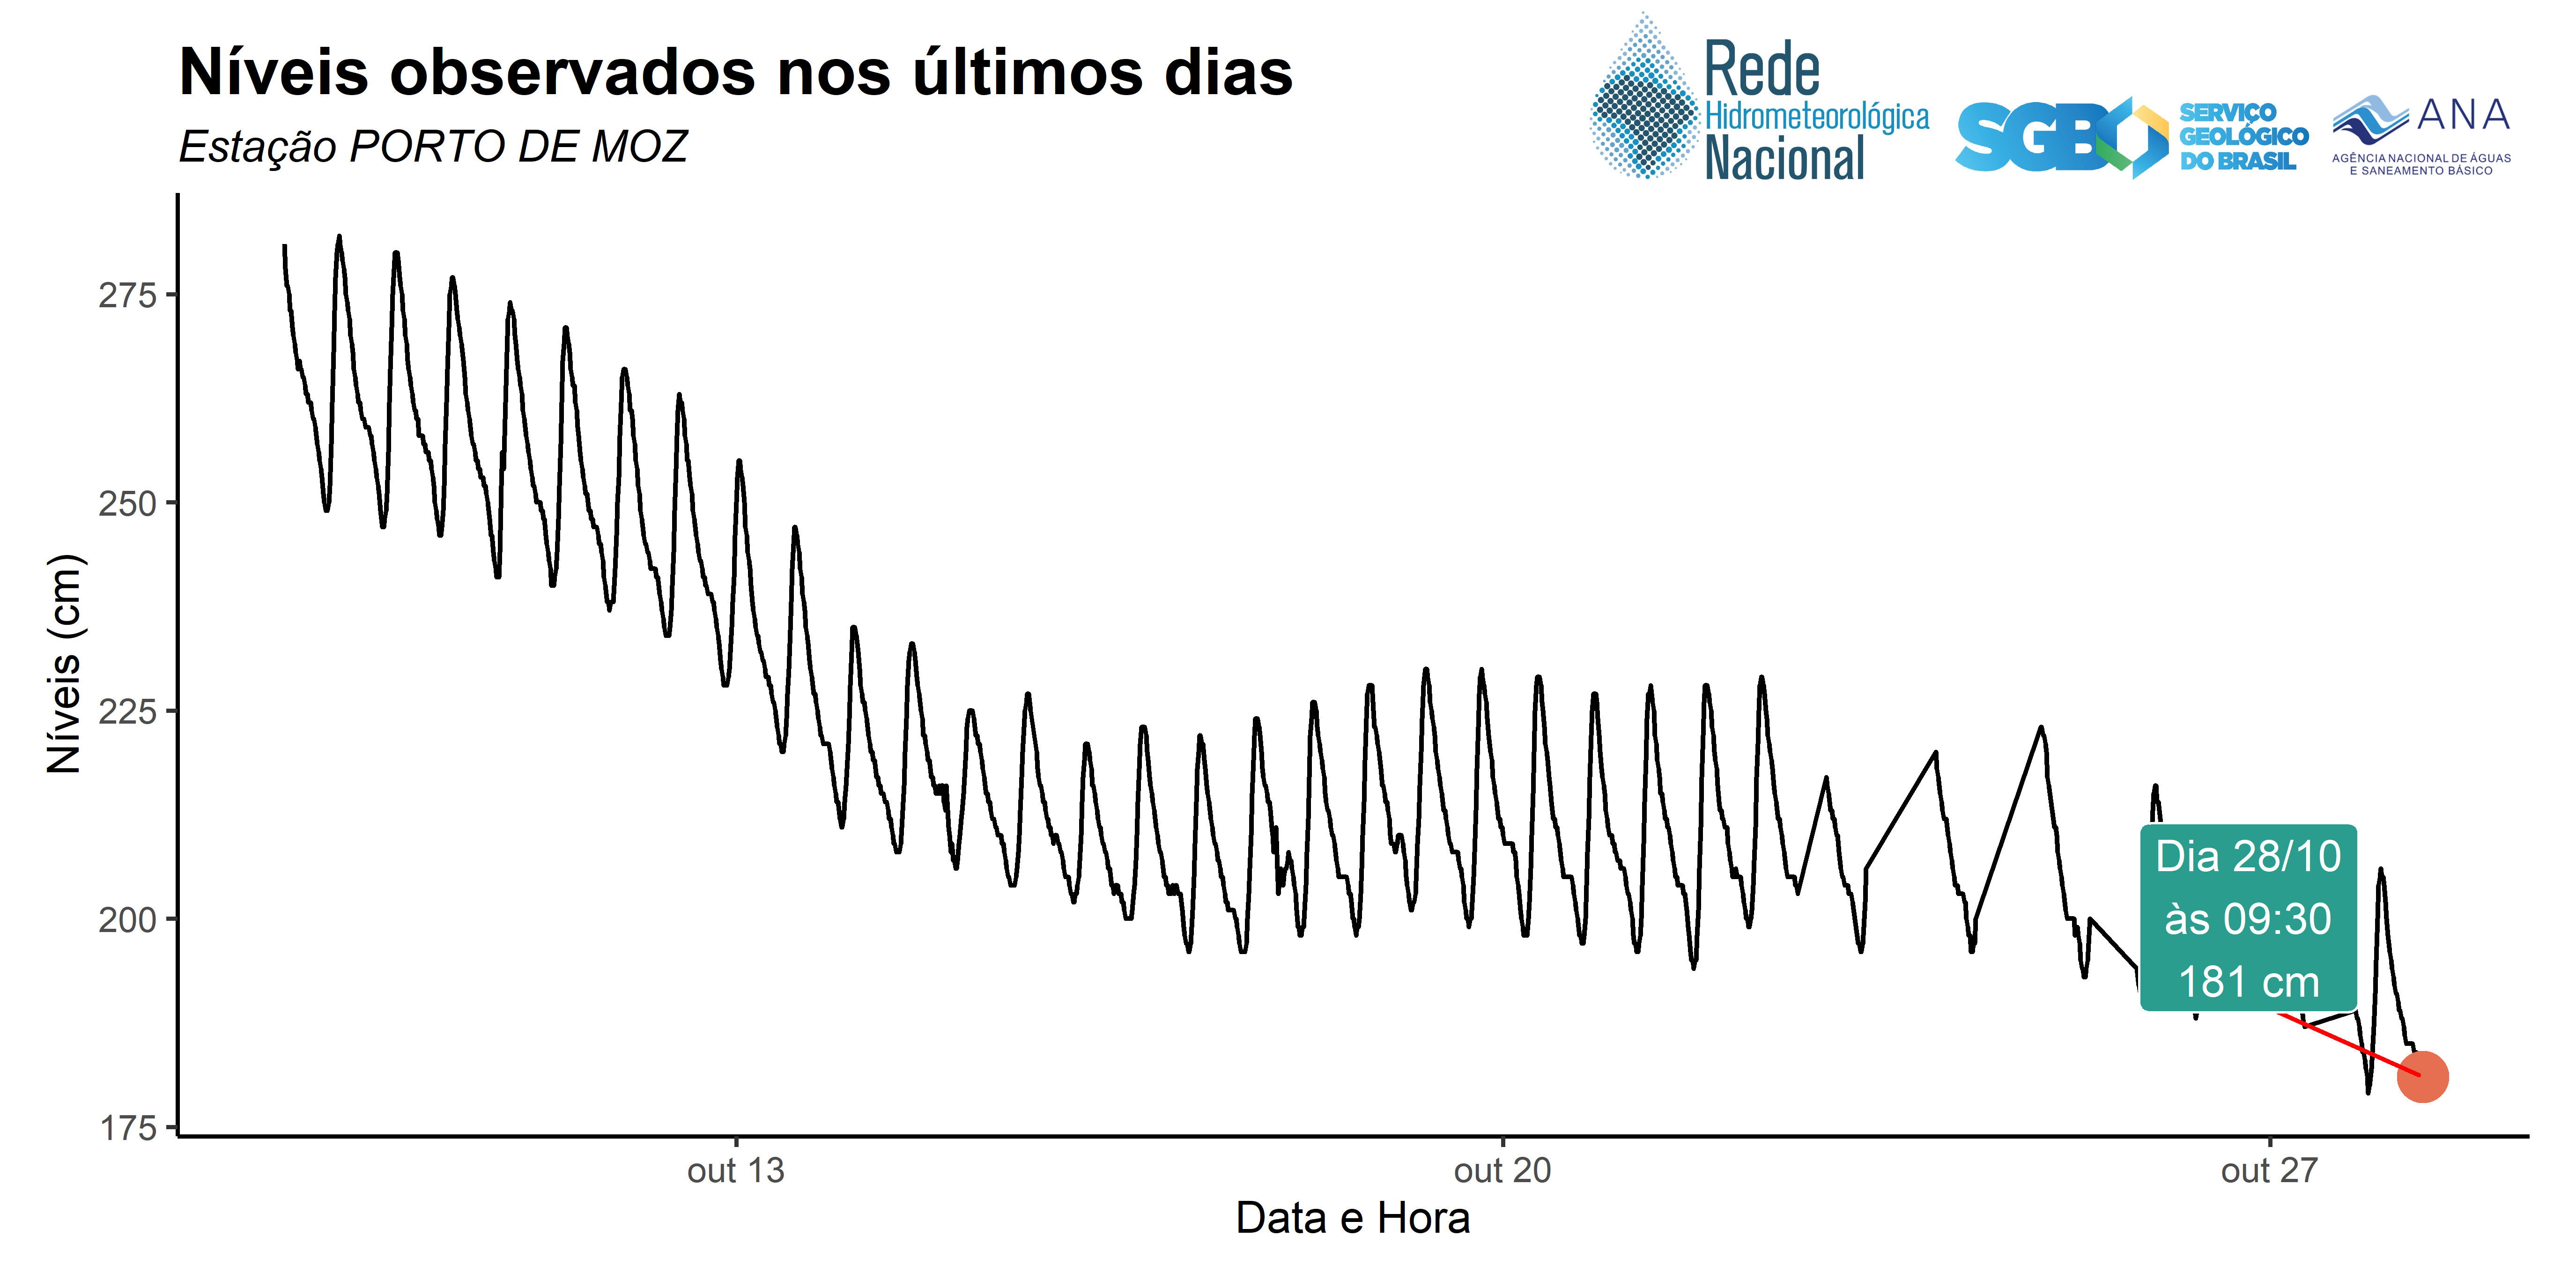 Níveis observados nos últimos dias
Estação PORTO DE MOZ
Rede
Hidrometeorológica
Nacional
SGB
SERVIÇO
GEOLÓGICO
DO BRASIL
ANA
AGÊNCIA NACIONAL DE ÁGUAS
E SANEAMENTO BÁSICO
Níveis (cm)
275
250
225
200
175
Dia 28/10
às 09:30
181 cm
out 13
out 20
out 27
Data e Hora